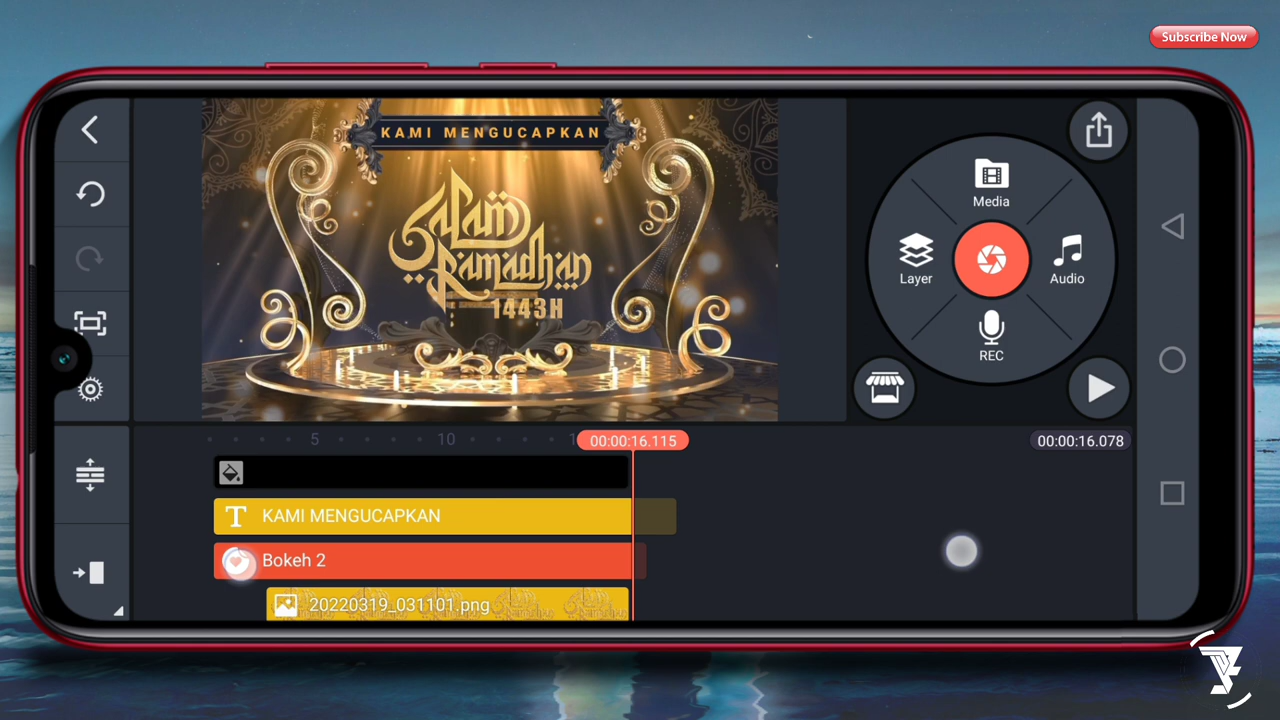 Subscribe Now
KAMI MENGUCAPKAN
Salam
Ramadhan
1443H
Media
Layer
Audio
REC
5
10
00:00:16.115
00:00:16.078
KAMI MENGUCAPKAN
Bokeh 2
20220319_031101.png